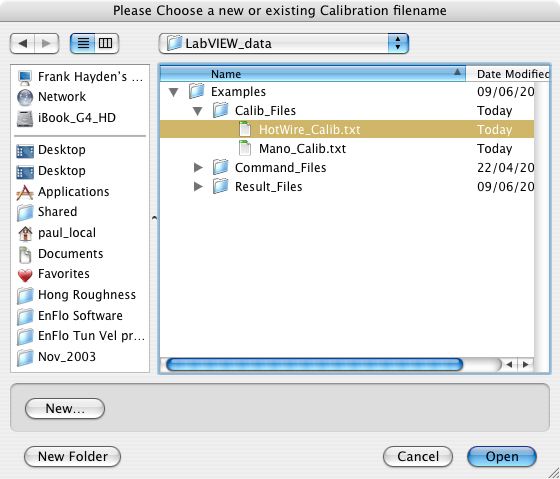 Please Choose a new or existing Calibration filename
LabVIEW_data
Name Date Modified
Frank Hayden's ...
Network
iBook_G4_HD
Desktop
Desktop
Applications
Shared
paul_local
Documents
Favorites
Hong Roughness
EnFlo Software
EnFlo Tun Vel pr...
Nov_2003
Examples 09/06/20
Calib_Files Today
HotWire_Calib.txt Today
Mano_Calib.txt Today
Command_Files 22/04/20
Result_Files 09/06/20
New...
New Folder Cancel Open